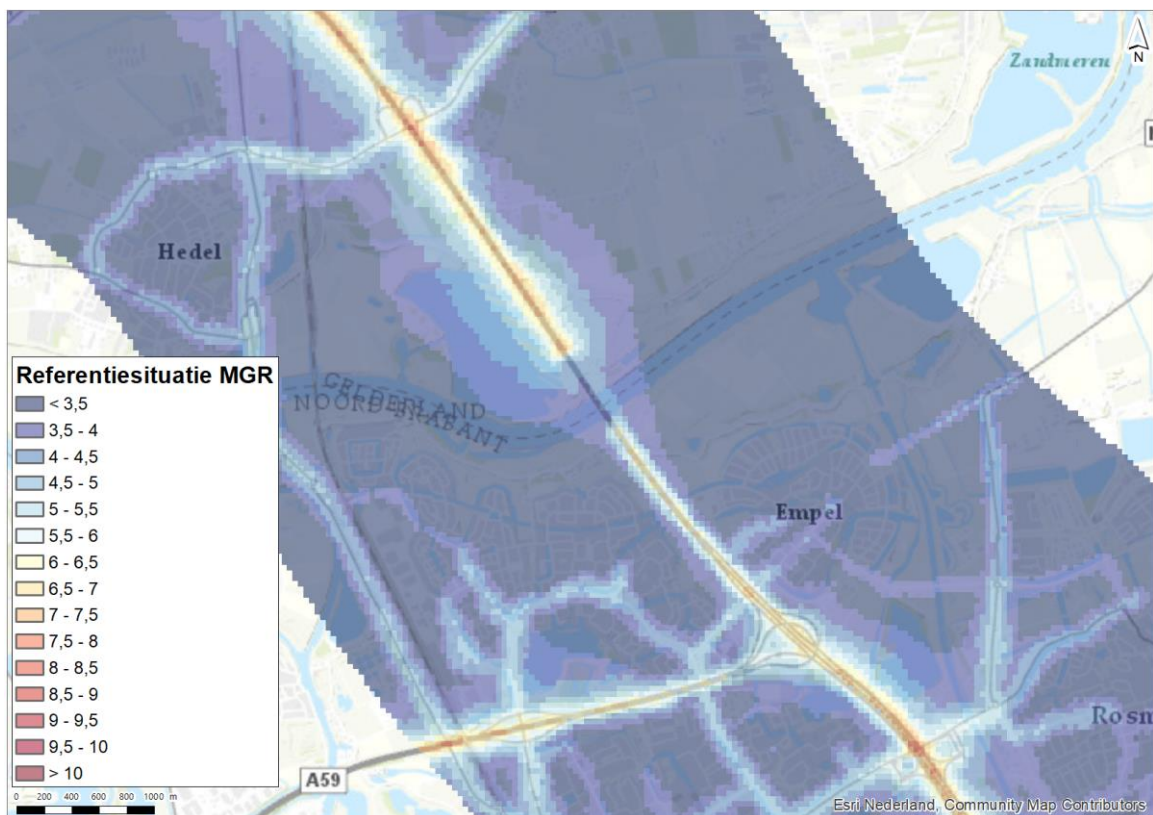 Zandmeren
N
Hedel
Referentiesituatie MGR
< 3,5
3,5 - 4
4 - 4,5
4,5 - 5
5 - 5,5
5,5 - 6
6 - 6,5
6,5 - 7
7 - 7,5
7,5 - 8
8 - 8,5
8,5 - 9
9 - 9,5
9,5 - 10
> 10
GELDERLAND
NOORD-BRABANT
Empel
Rosm
A59
0 200 400 600 800 1000 m
Esri Nederland, Community Map Contributors